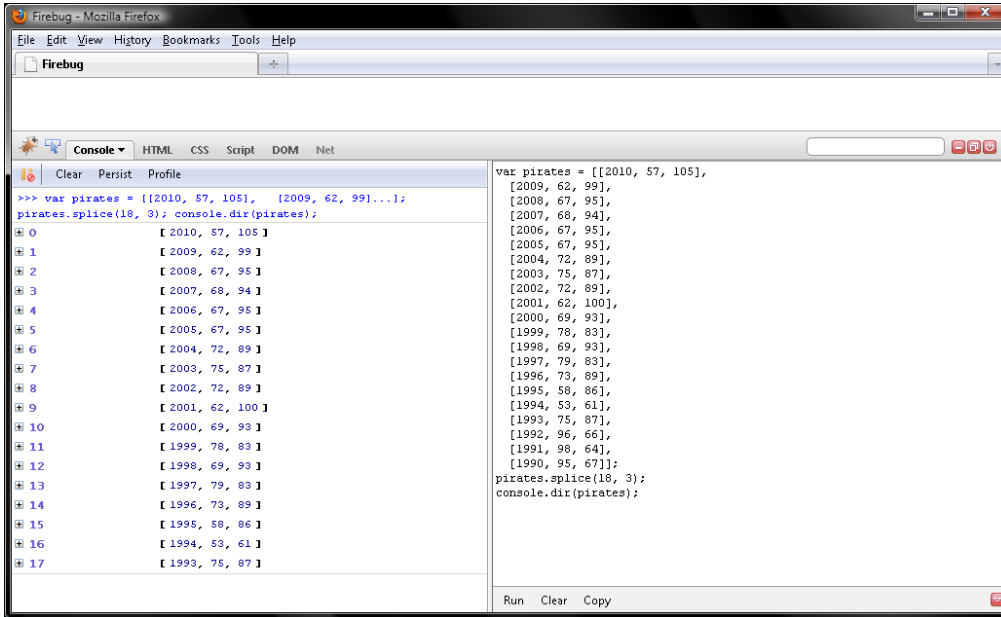 Firebug - Mozilla Firefox
File Edit View History Bookmarks Tools Help
Firebug
Console HTML CSS Script DOM Net
Clear Persist Profile
>>> var pirates = [[2010, 57, 105], [2009, 62, 99]...];
pirates.splice(18, 3); console.dir(pirates);
0 [ 2010, 57, 105 ]
1 [ 2009, 62, 99 ]
2 [ 2008, 67, 95 ]
3 [ 2007, 68, 94 ]
4 [ 2006, 67, 95 ]
5 [ 2005, 67, 95 ]
6 [ 2004, 72, 89 ]
7 [ 2003, 75, 87 ]
8 [ 2002, 72, 89 ]
9 [ 2001, 62, 100 ]
10 [ 2000, 69, 93 ]
11 [ 1999, 78, 83 ]
12 [ 1998, 69, 93 ]
13 [ 1997, 79, 83 ]
14 [ 1996, 73, 89 ]
15 [ 1995, 58, 86 ]
16 [ 1994, 53, 61 ]
17 [ 1993, 75, 87 ]
var pirates = [[2010, 57, 105],
[2009, 62, 99],
[2008, 67, 95],
[2007, 68, 94],
[2006, 67, 95],
[2005, 67, 95],
[2004, 72, 89],
[2003, 75, 87],
[2002, 72, 89],
[2001, 62, 100],
[2000, 69, 93],
[1999, 78, 83],
[1998, 69, 93],
[1997, 79, 83],
[1996, 73, 89],
[1995, 58, 86],
[1994, 53, 61],
[1993, 75, 87],
[1992, 96, 66],
[1991, 98, 64],
[1990, 95, 67]];
pirates.splice(18, 3);
console.dir(pirates);
Run Clear Copy